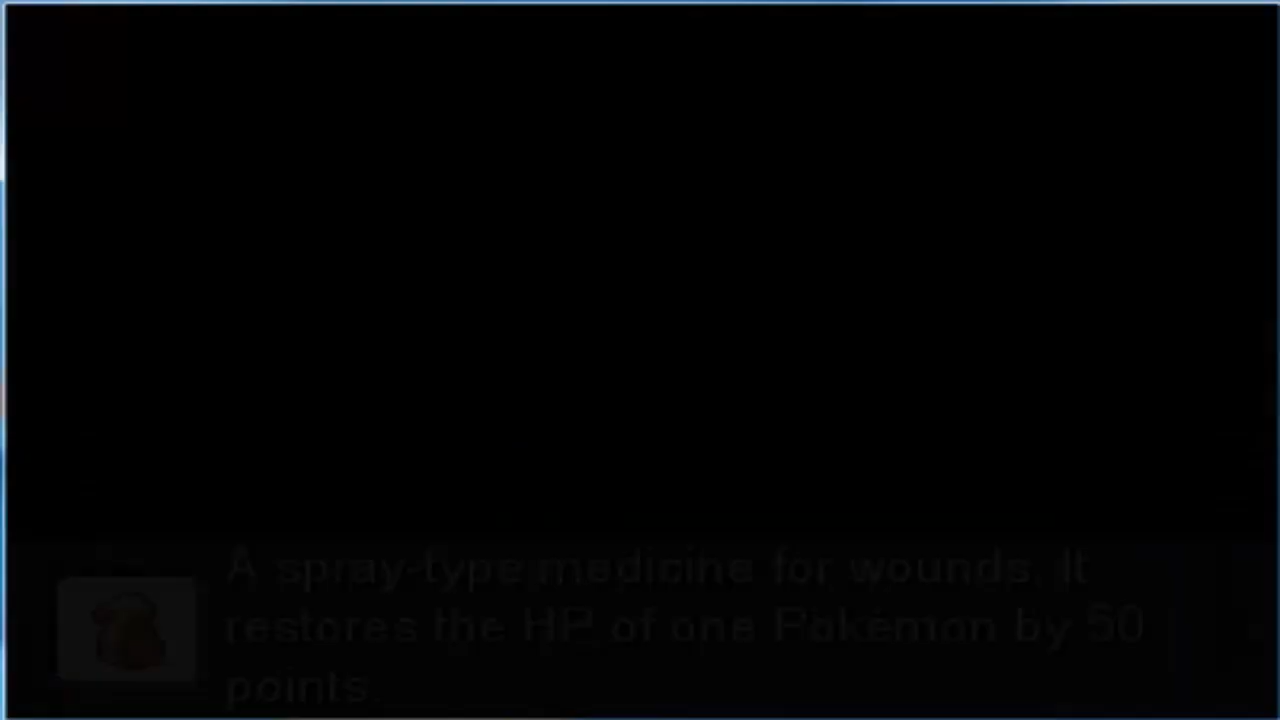 A spray-type medicine for wounds. It
restores the HP of one Pokémon by 50
points.